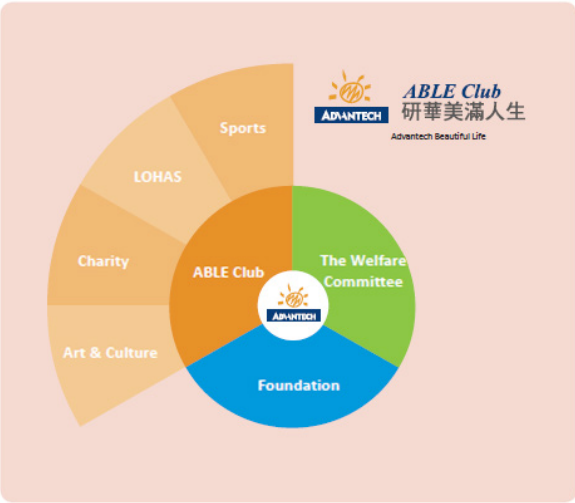 ABLE Club
ADVANTECH
研華美滿人生
Advantech Beautiful Life
Sports
LOHAS
Charity
ABLE Club
The Welfare
Committee
ADVANTECH
Art & Culture
Foundation